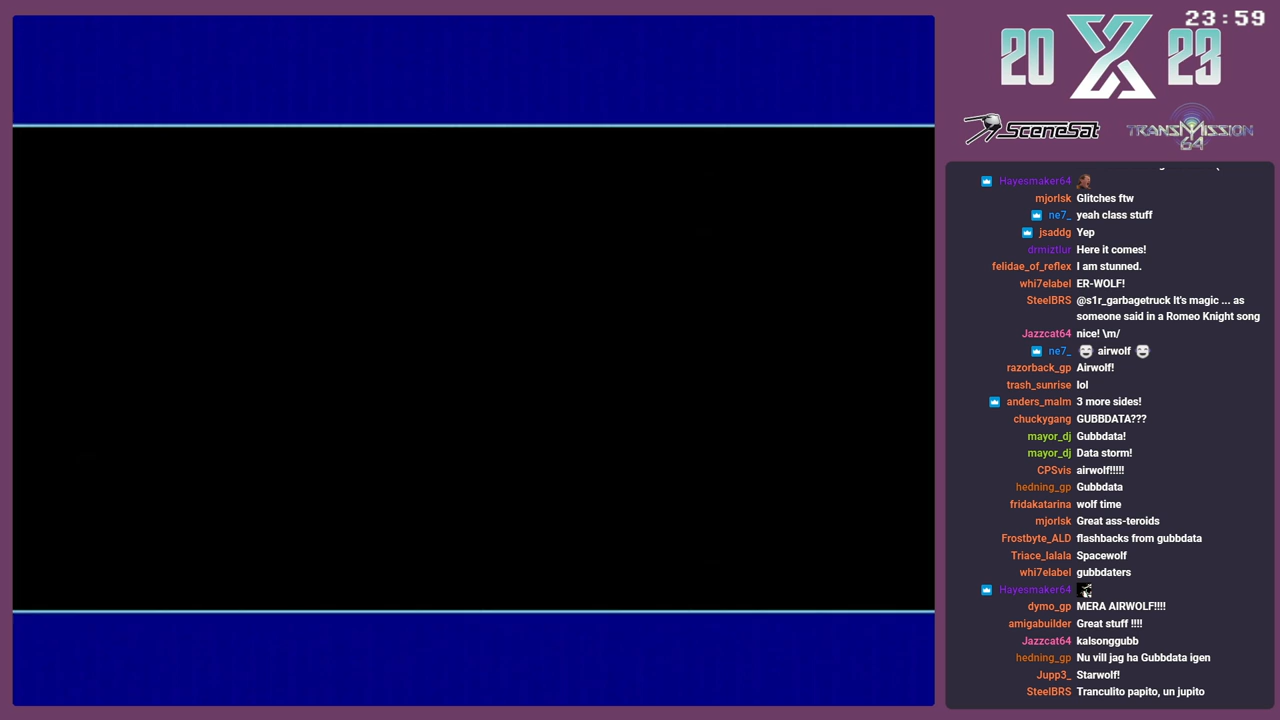 23:59
20 X 23
SCENESAT
TRANSMISSION
64
Hayesmaker64
mjorlsk Glitches ftw
ne7_ yeah class stuff
jsaddg Yep
drmiztlur Here it comes!
felidae_of_reflex I am stunned.
whi7elabel ER-WOLF!
SteelBRS @s1r_garbagetruck It's magic ... as
someone said in a Romeo Knight song
Jazzcat64 nice! \m/
ne7_ airwolf
razorback_gp Airwolf!
trash_sunrise lol
anders_malm 3 more sides!
chuckygang GUBBDATA???
mayor_dj Gubbdata!
mayor_dj Data storm!
CPSvis airwolf!!!!!
hedning_gp Gubbdata
fridakatarina wolf time
mjorlsk Great ass-teroids
Frostbyte_ALD flashbacks from gubbdata
Triace_lalala Spacewolf
whi7elabel gubbdaters
Hayesmaker64
dymo_gp MERA AIRWOLF!!!!
amigabuilder Great stuff !!!!
Jazzcat64 kalsonggubb
hedning_gp Nu vill jag ha Gubbdata igen
Jupp3_ Starwolf!
SteelBRS Tranculito papito, un jupito